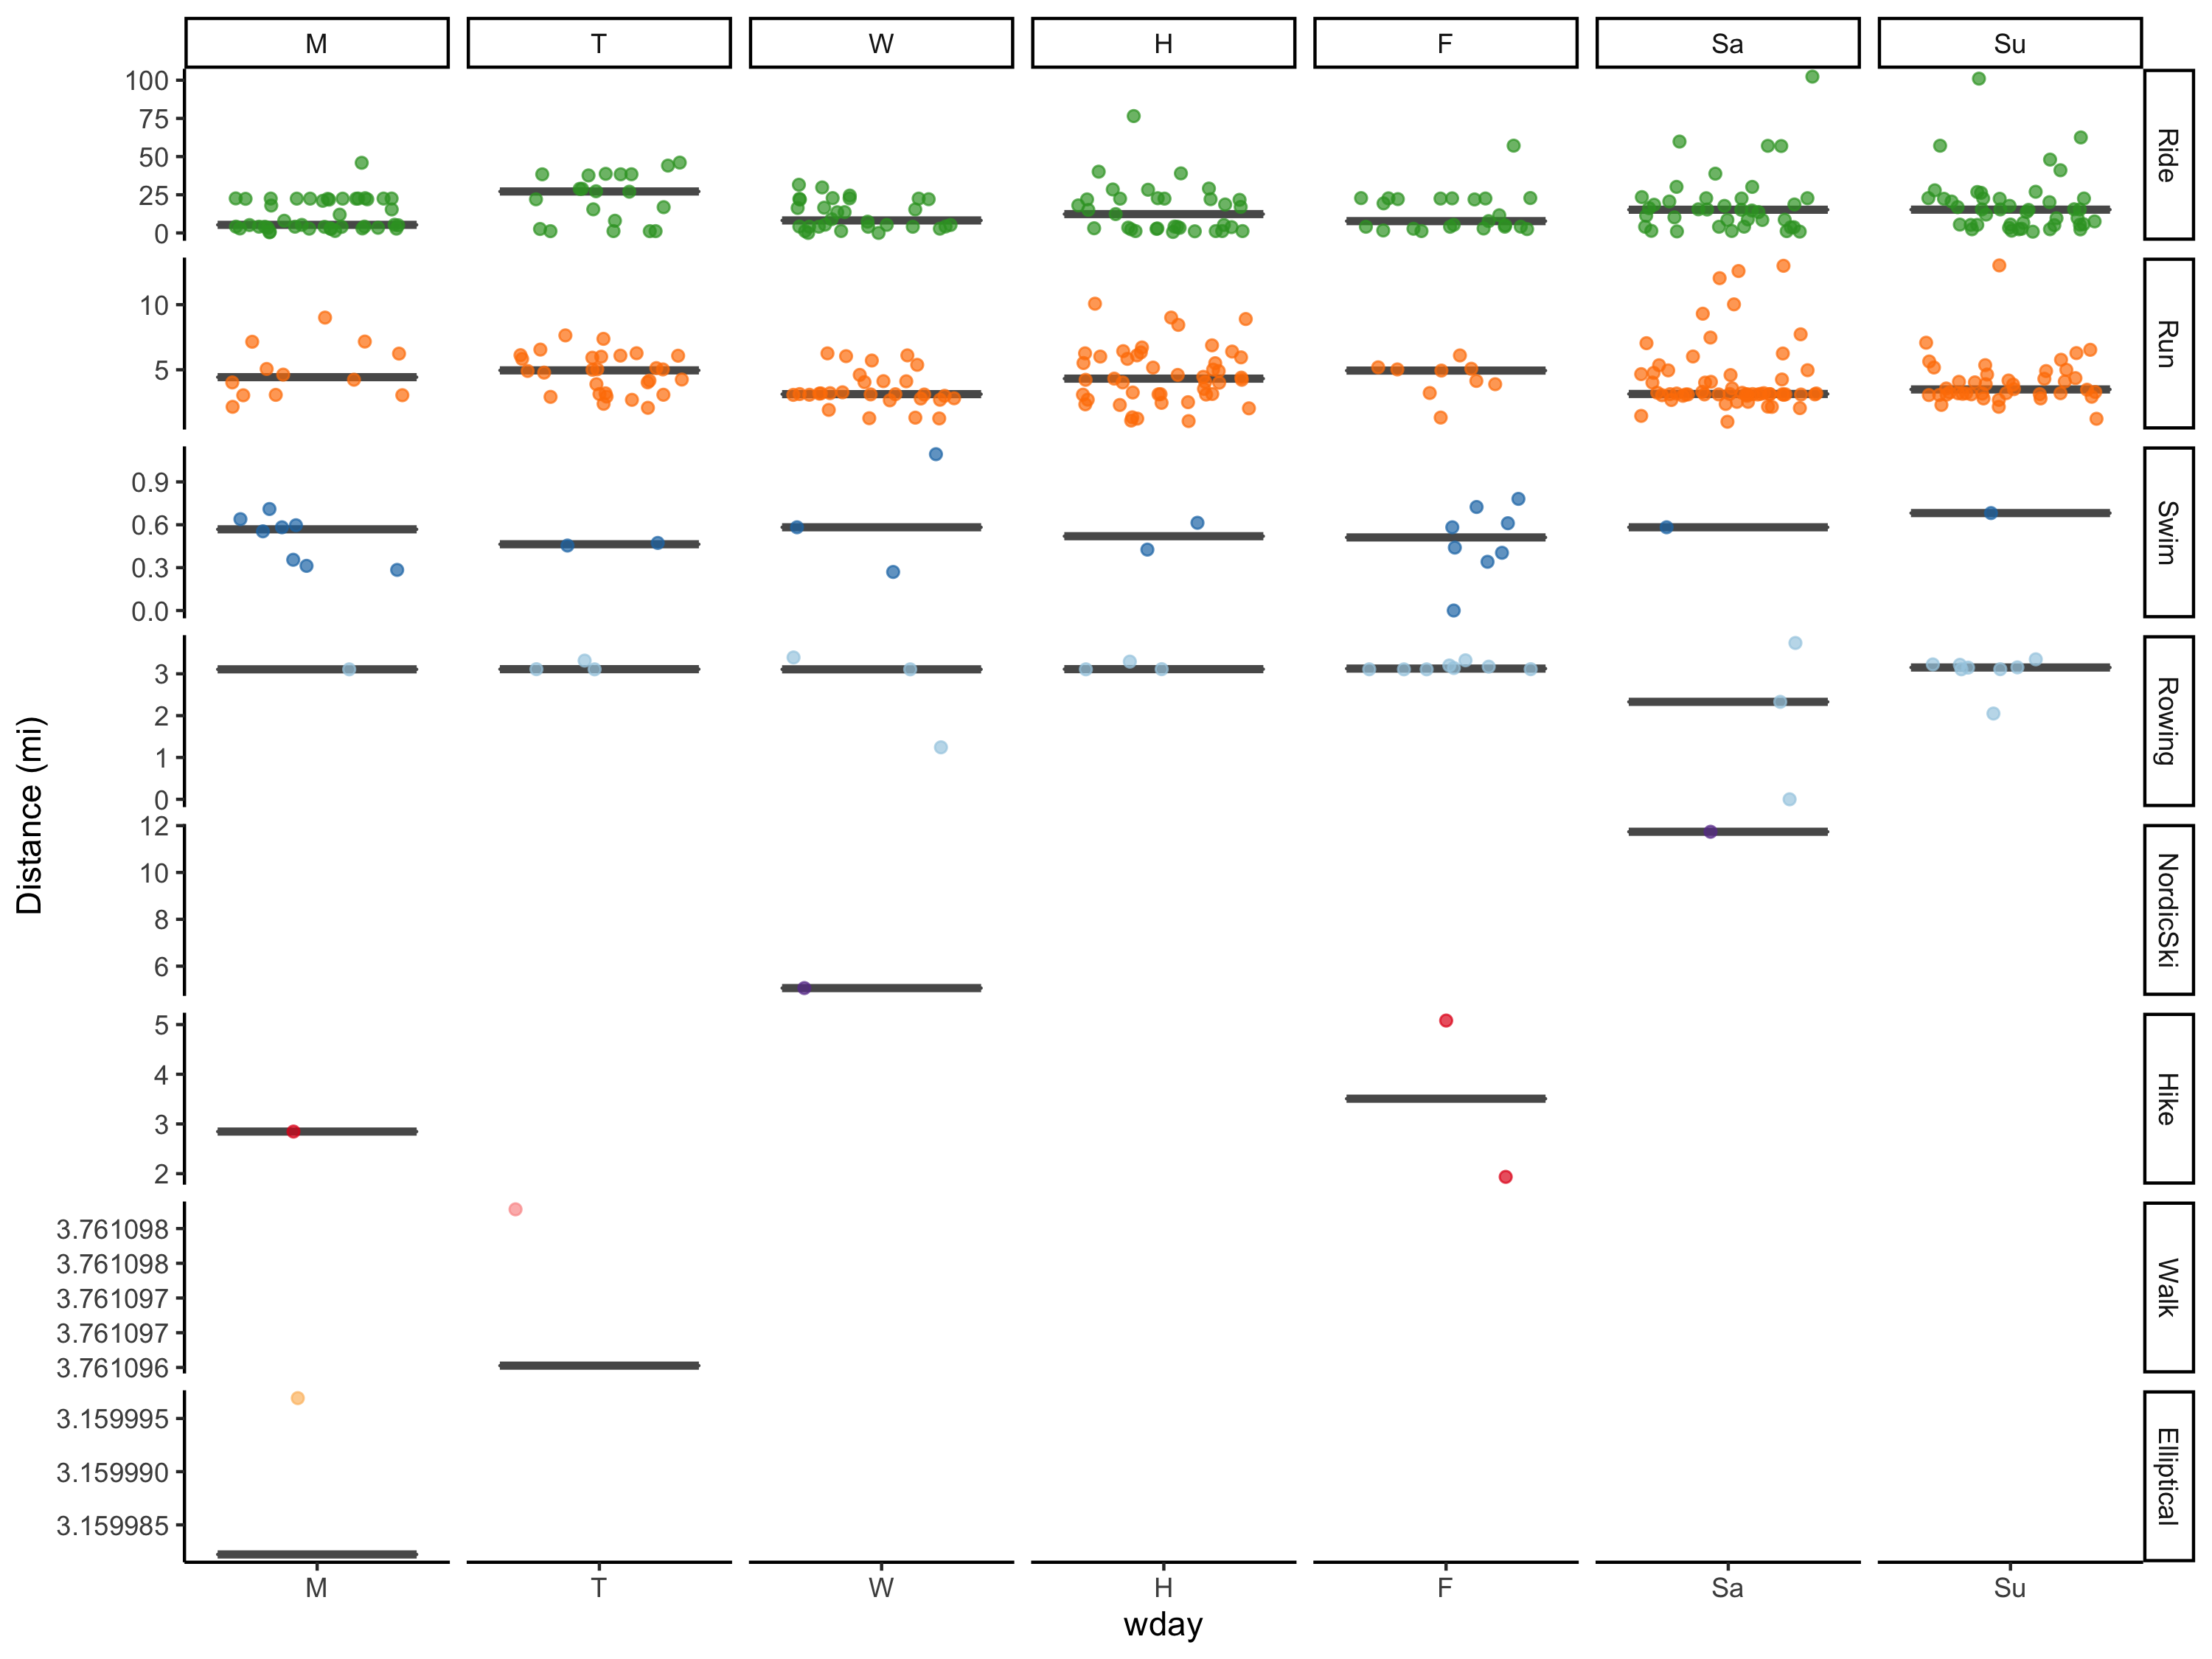 M T W H F Sa Su
100
75
50
25
0
Ride
10
5
Run
0.9
0.6
0.3
0.0
Swim
3
2
1
0
Rowing
12
10
8
6
NordicSki
5
4
3
2
Hike
3.761098
3.761098
3.761097
3.761097
3.761096
Walk
3.159995
3.159990
3.159985
Elliptical
Distance (mi)
M T W H F Sa Su
wday